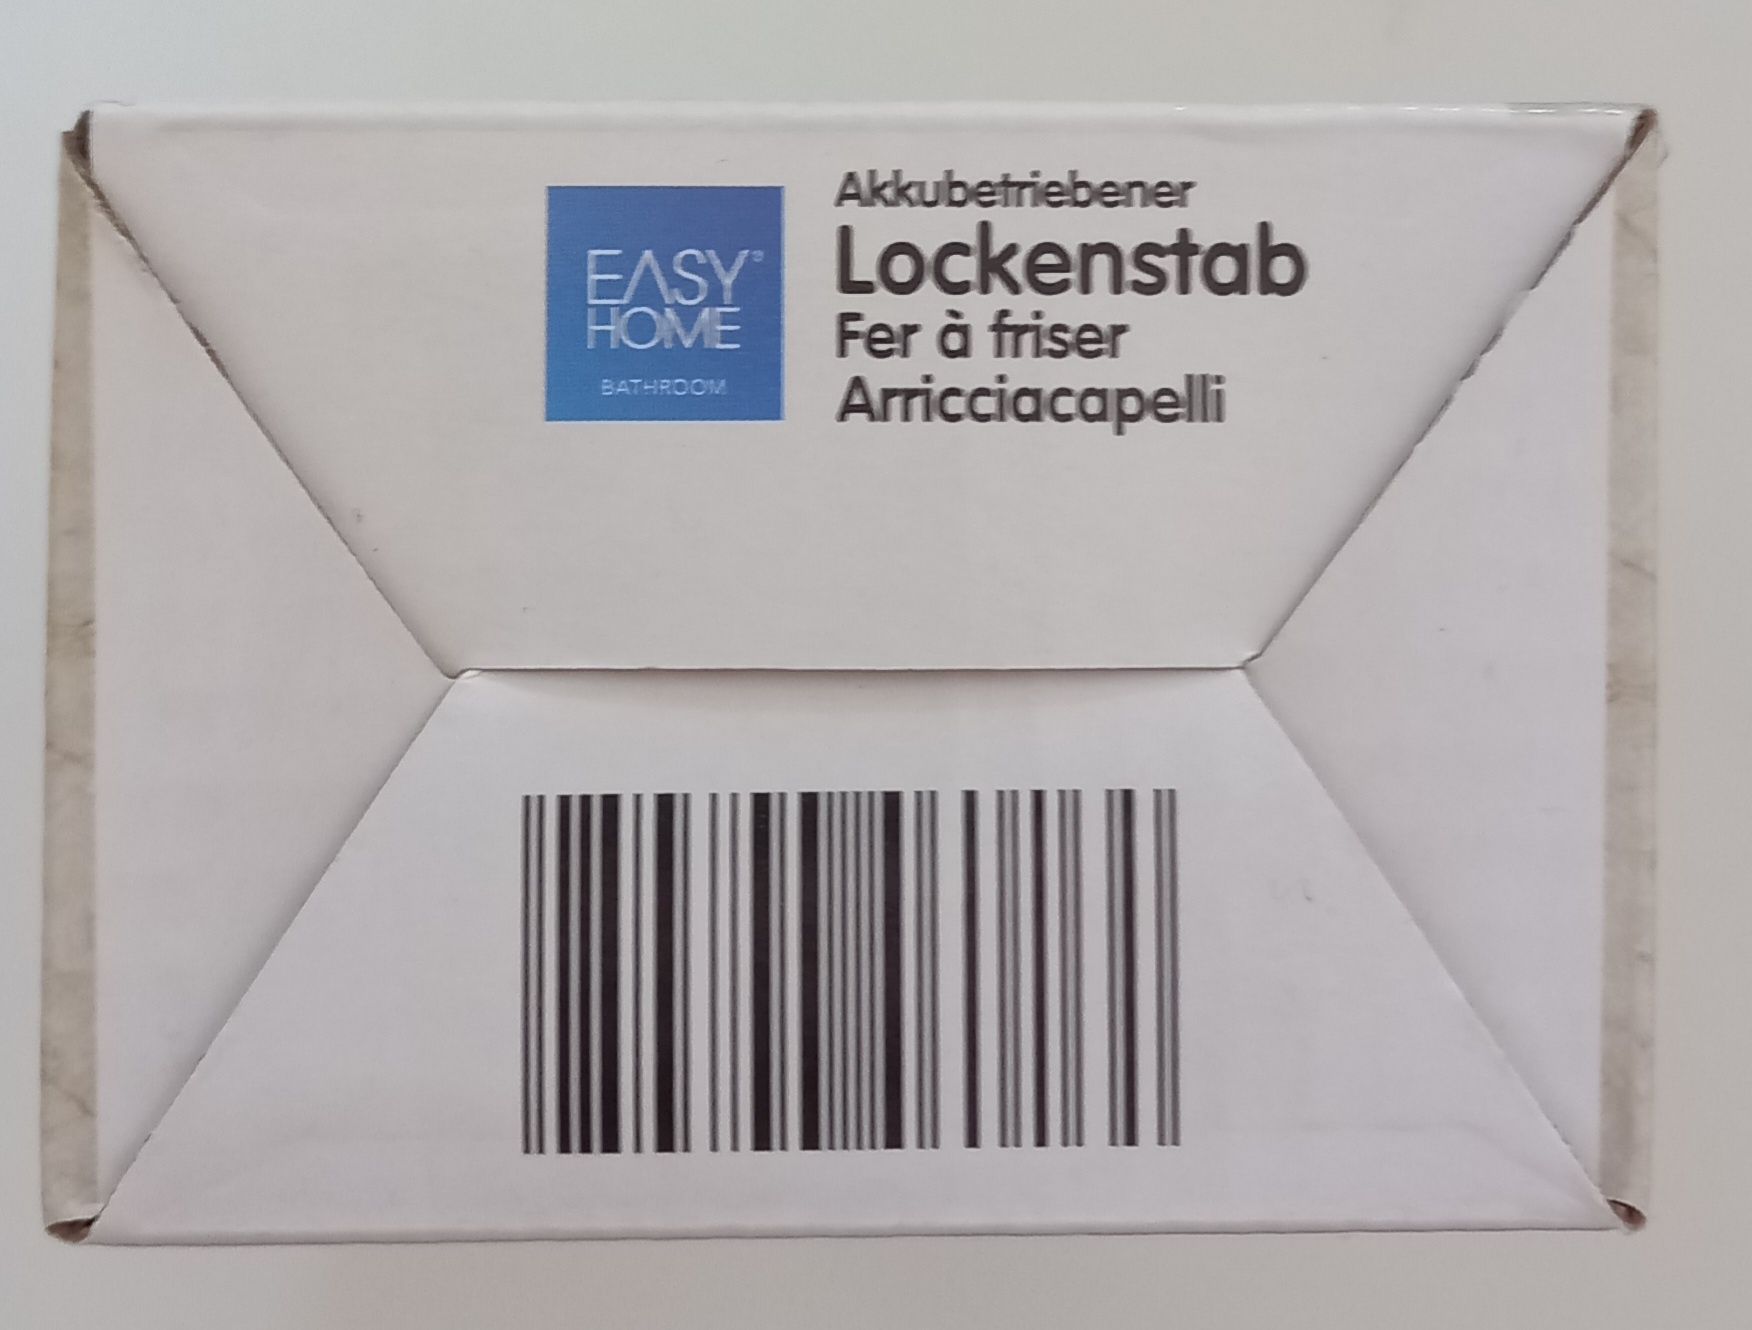 EASY®
HOME
BATHROOM
Akkubetriebener
Lockenstab
Fer à friser
Arricciacapelli